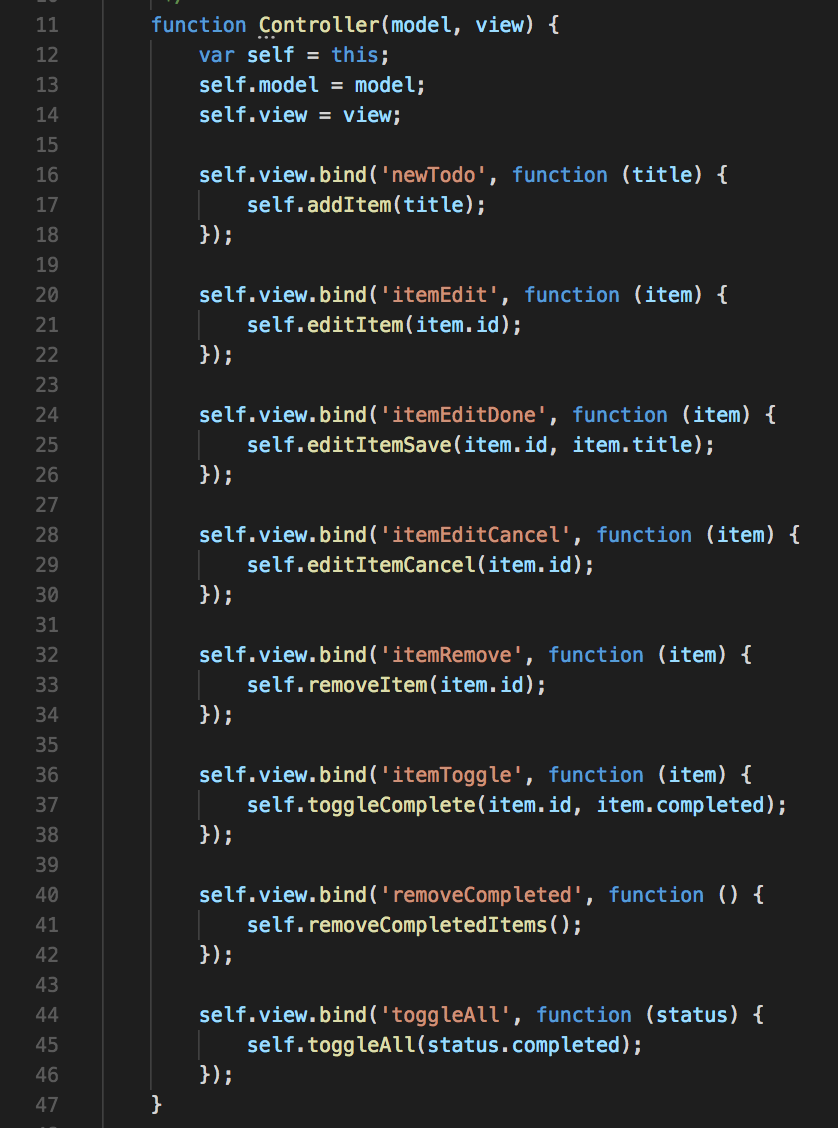 11 function Controller(model, view) {
12 var self = this;
13 self.model = model;
14 self.view = view;
15
16 self.view.bind('newTodo', function (title) {
17 self.addItem(title);
18 });
19
20 self.view.bind('itemEdit', function (item) {
21 self.editItem(item.id);
22 });
23
24 self.view.bind('itemEditDone', function (item) {
25 self.editItemSave(item.id, item.title);
26 });
27
28 self.view.bind('itemEditCancel', function (item) {
29 self.editItemCancel(item.id);
30 });
31
32 self.view.bind('itemRemove', function (item) {
33 self.removeItem(item.id);
34 });
35
36 self.view.bind('itemToggle', function (item) {
37 self.toggleComplete(item.id, item.completed);
38 });
39
40 self.view.bind('removeCompleted', function () {
41 self.removeCompletedItems();
42 });
43
44 self.view.bind('toggleAll', function (status) {
45 self.toggleAll(status.completed);
46 });
47 }